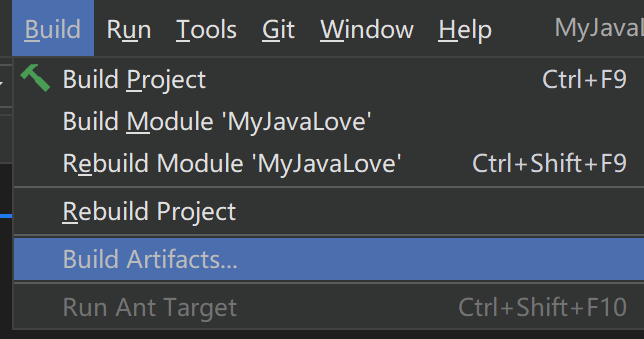 Build Run Tools Git Window Help MyJavaL
Build Project Ctrl+F9
Build Module 'MyJavaLove'
Rebuild Module 'MyJavaLove' Ctrl+Shift+F9
Rebuild Project
Build Artifacts...
Run Ant Target Ctrl+Shift+F10